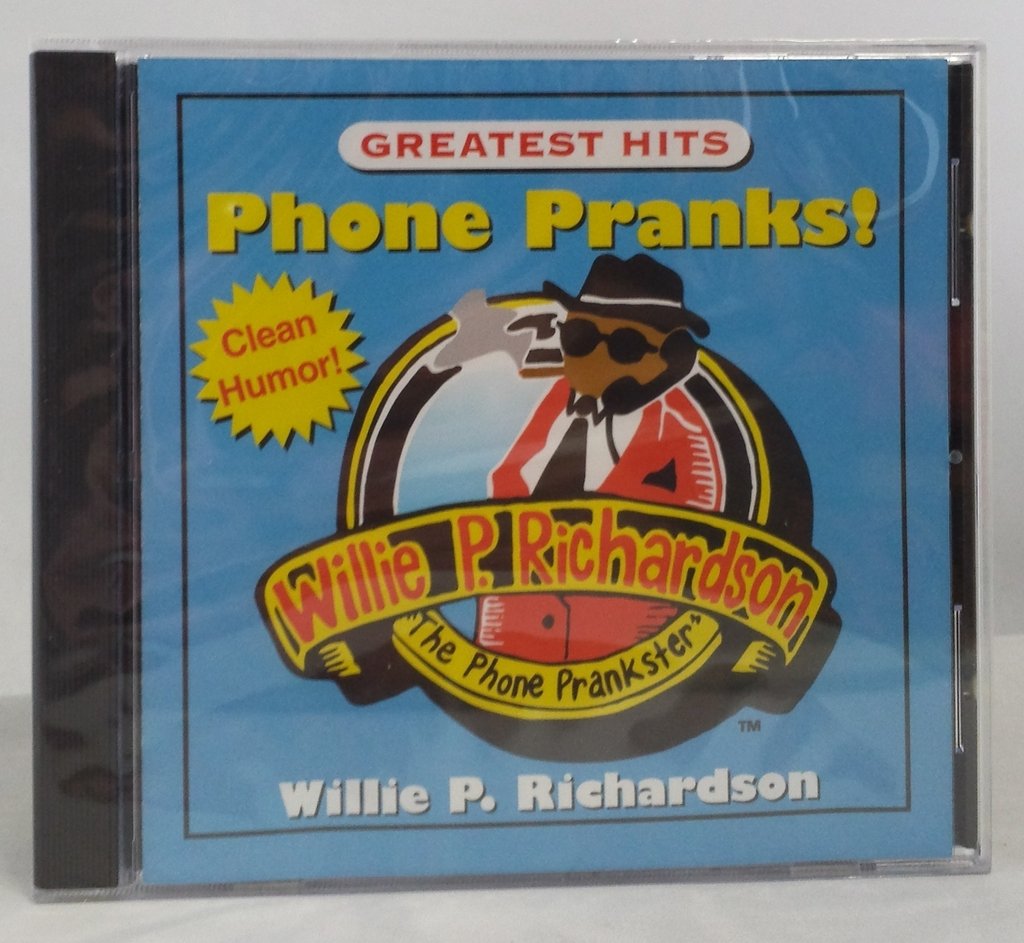 GREATEST HITS
Phone Pranks!
Clean
Humor!
Willie P. Richardson
"The Phone Prankster"
TM
Willie P. Richardson